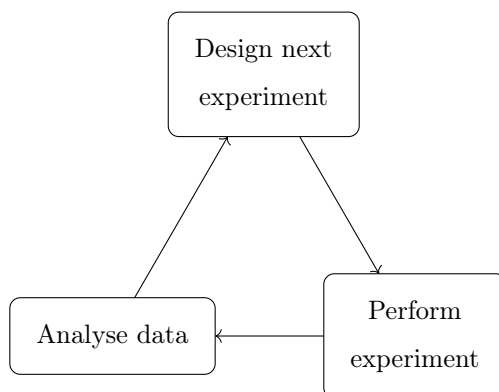 Design next
experiment
Perform
experiment
Analyse data